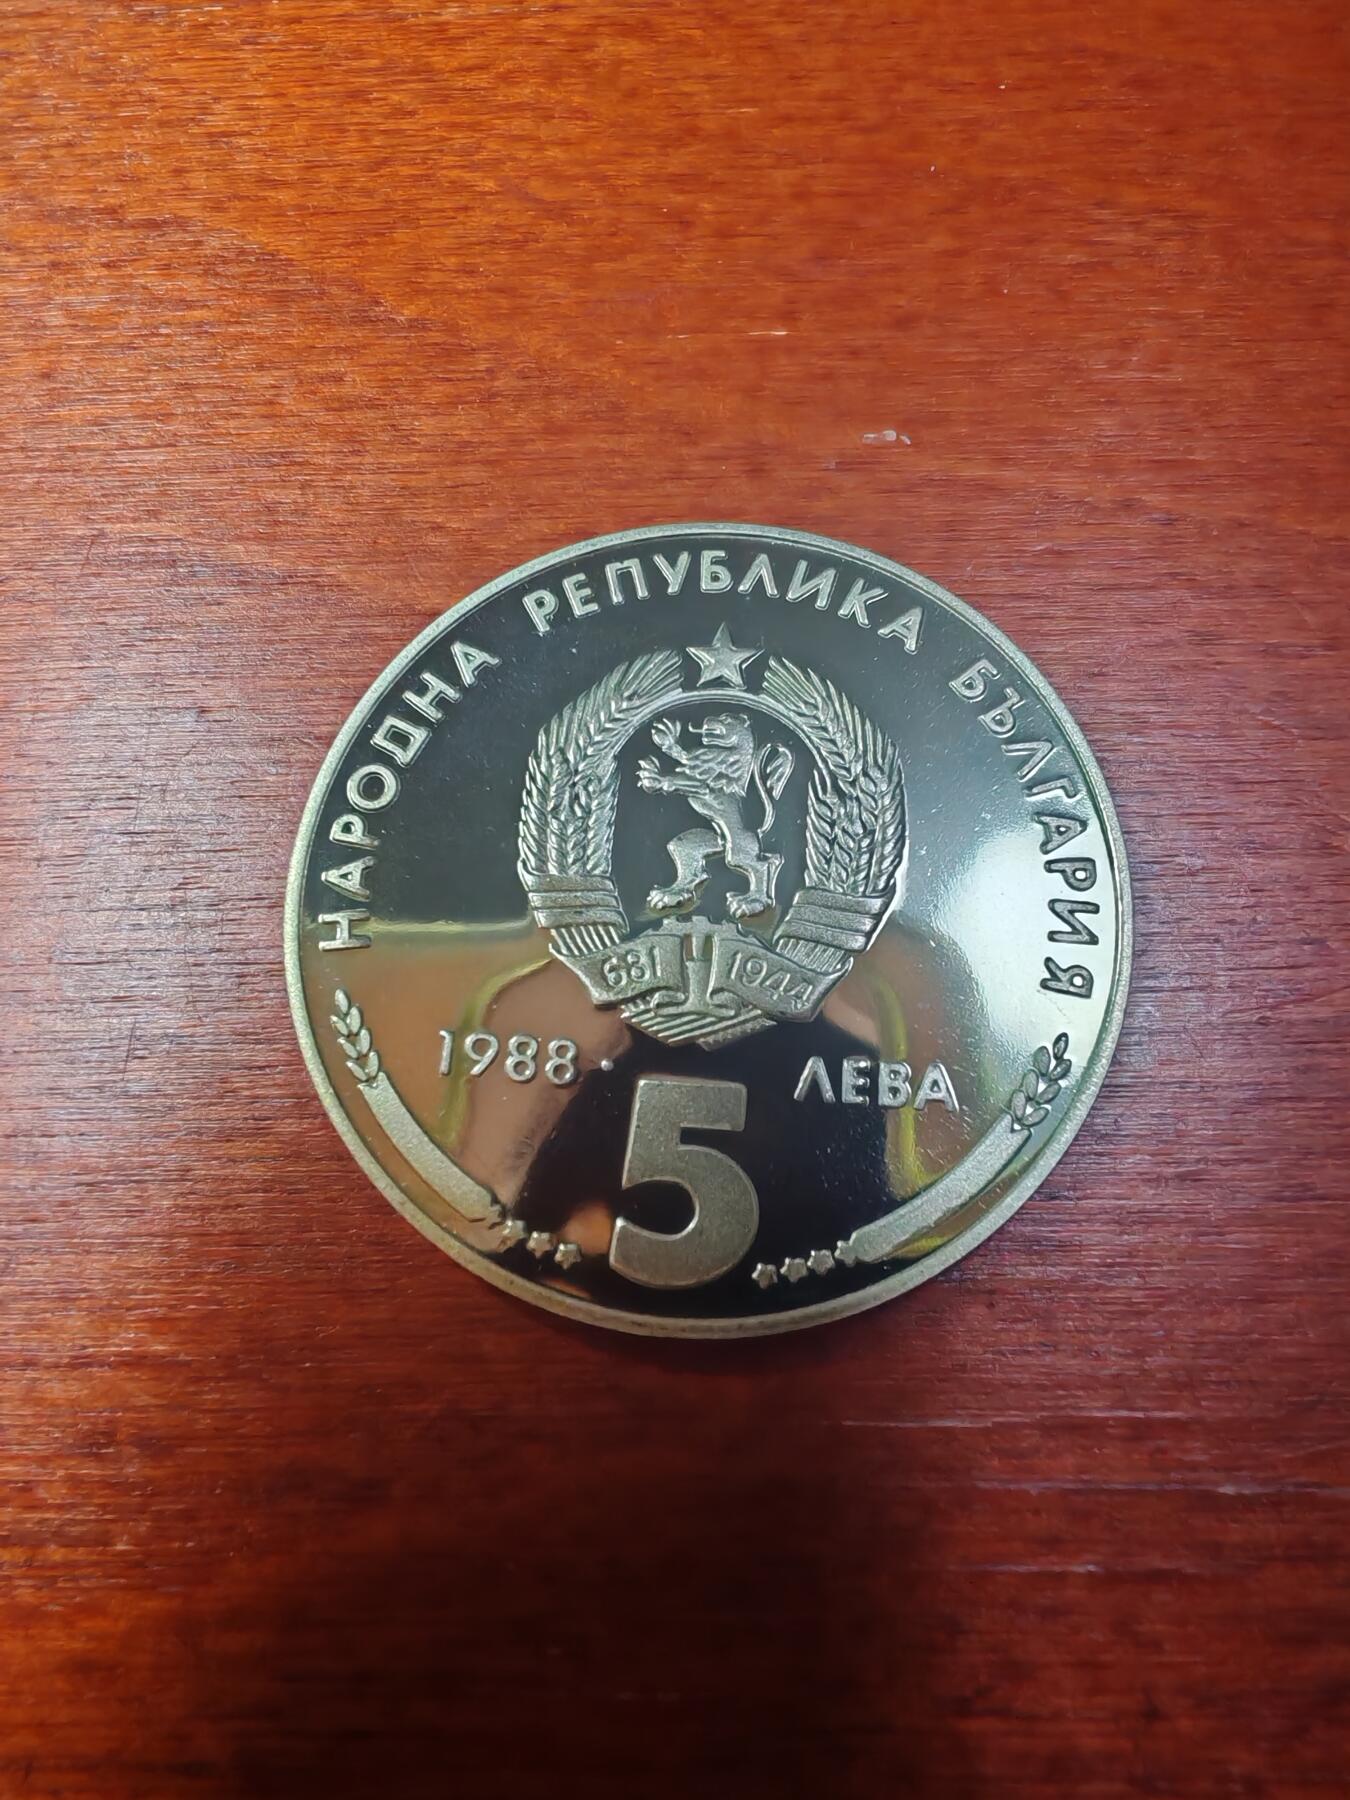 НАРОДНА РЕПУБЛИКА БЪЛГАРИЯ
681 1944
1988 · ЛЕВА
5